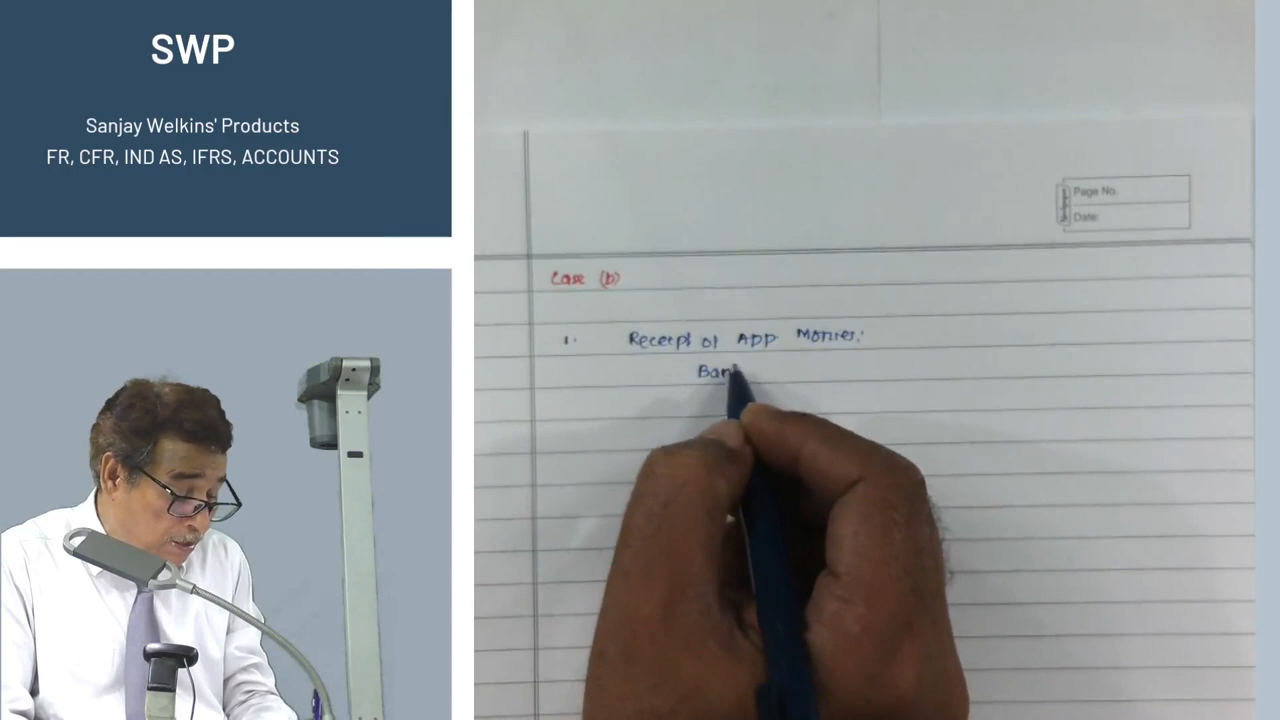 SWP
Sanjay Welkins' Products
FR, CFR, IND AS, IFRS, ACCOUNTS
Page No.
Date:
Case (b)
1. Receipt of APP Monies:
Ban